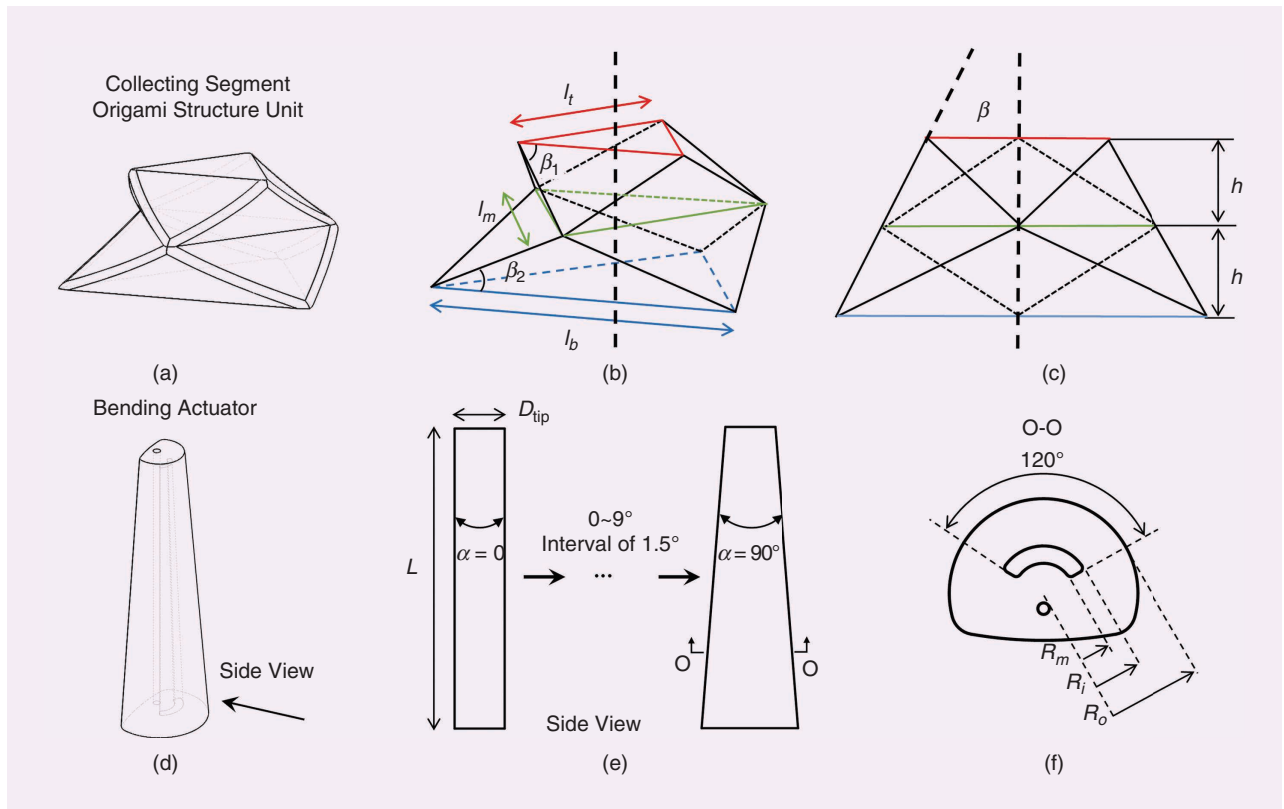 Collecting Segment
Origami Structure Unit
(a)
l_t
β_1
l_m
β_2
l_b
(b)
β
h
h
(c)
Bending Actuator
Side View
(d)
D_tip
L
α = 0
0~9°
Interval of 1.5°
...
α = 90°
O
O
Side View
(e)
O-O
120°
R_m
R_i
R_o
(f)